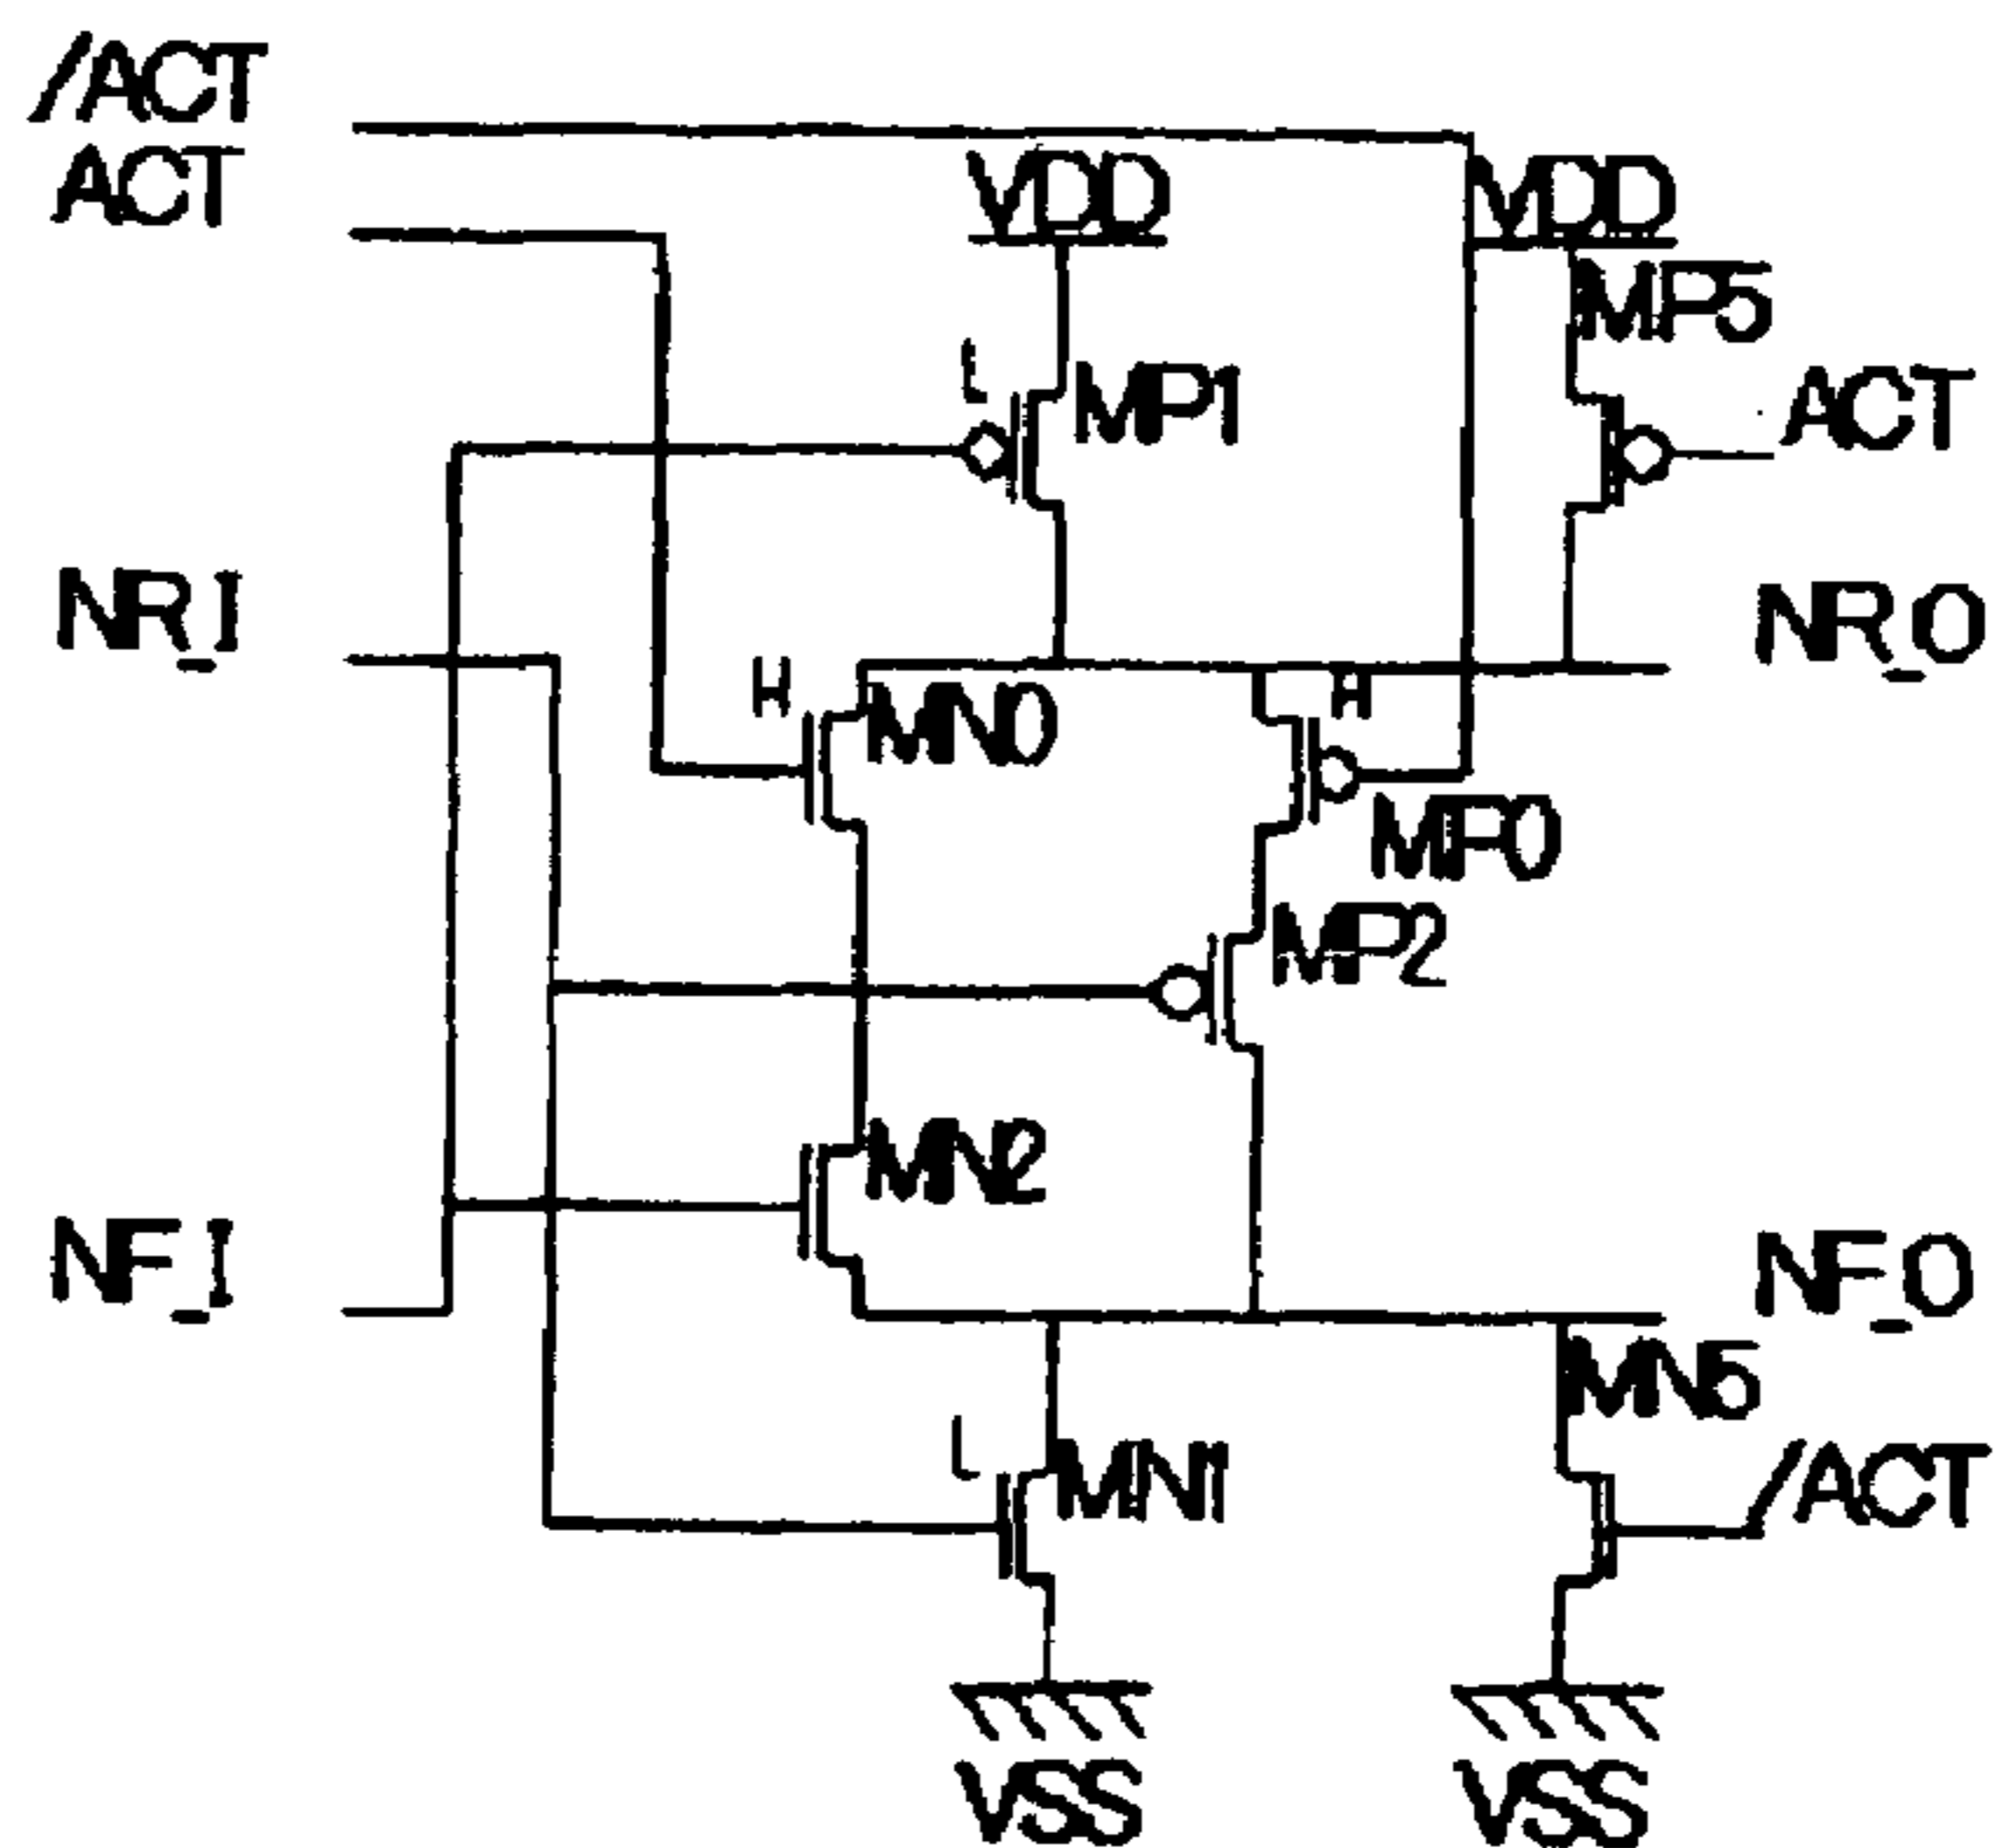 /ACT
ACT
VDD
VDD
MP5
L
MP1
ACT
NR_I
NR_O
H
MN0
H
MP0
MP2
MN2
NF_I
NF_O
MN5
L
MN1
/ACT
VSS
VSS